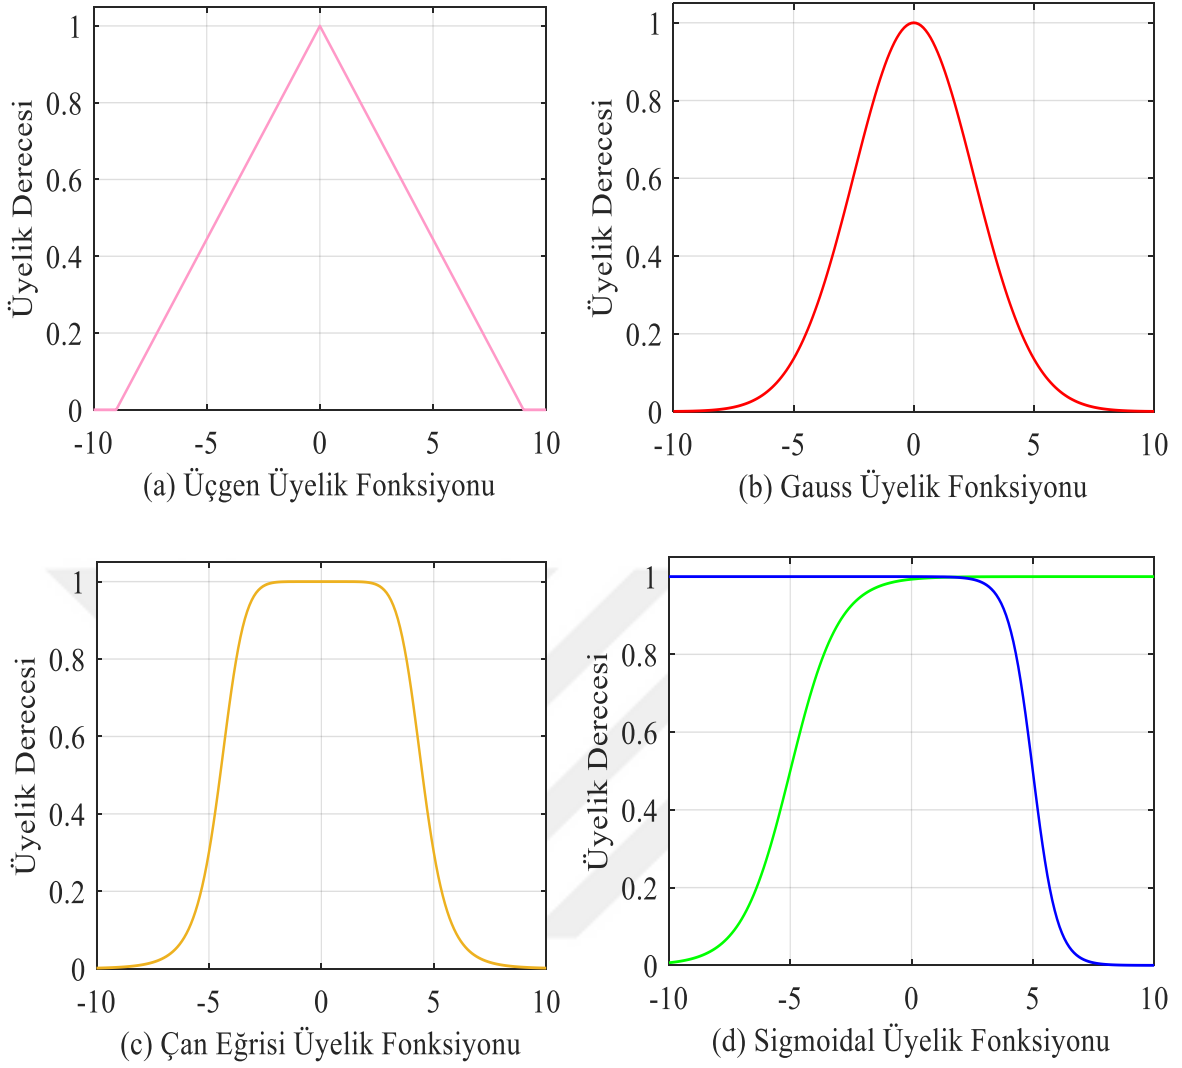 Üyelik Derecesi
1
0.8
0.6
0.4
0.2
0
-10 -5 0 5 10
(a) Üçgen Üyelik Fonksiyonu
Üyelik Derecesi
1
0.8
0.6
0.4
0.2
0
-10 -5 0 5 10
(b) Gauss Üyelik Fonksiyonu
Üyelik Derecesi
1
0.8
0.6
0.4
0.2
0
-10 -5 0 5 10
(c) Çan Eğrisi Üyelik Fonksiyonu
Üyelik Derecesi
1
0.8
0.6
0.4
0.2
0
-10 -5 0 5 10
(d) Sigmoidal Üyelik Fonksiyonu